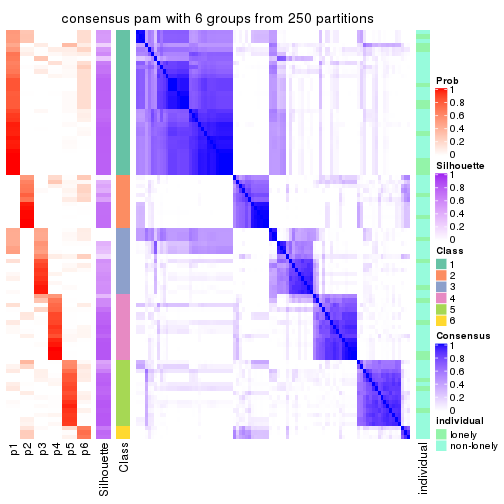 consensus pam with 6 groups from 250 partitions
p1
p2
p3
p4
p5
p6
Silhouette
Class
individual
Prob
1
0.8
0.6
0.4
0.2
0
Silhouette
1
0.8
0.6
0.4
0.2
0
Class
1
2
3
4
5
6
Consensus
1
0.8
0.6
0.4
0.2
0
individual
lonely
non-lonely